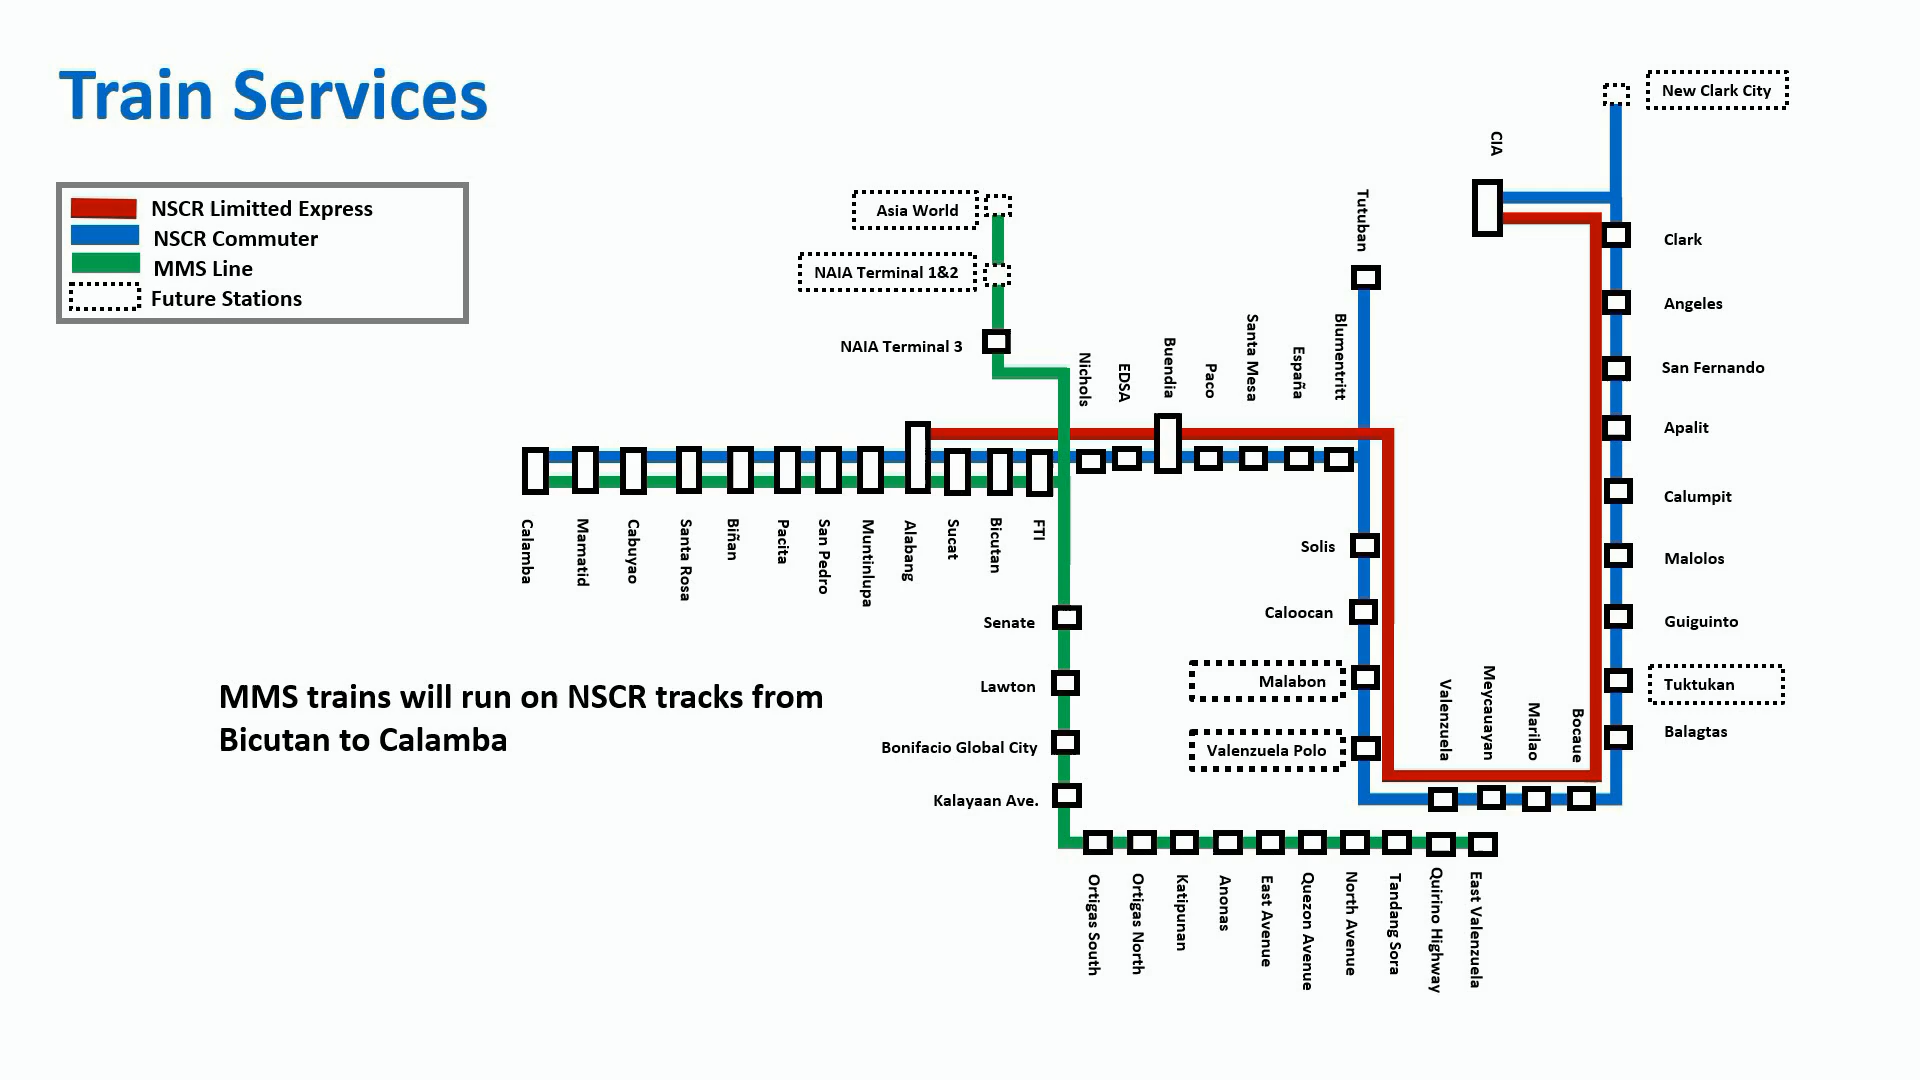 Train Services
NSCR Limitted Express
NSCR Commuter
MMS Line
Future Stations
Asia World
NAIA Terminal 1&2
NAIA Terminal 3
Nichols
EDSA
Buendia
Paco
Santa Mesa
España
Blumentritt
Tutuban
CIA
New Clark City
Clark
Angeles
San Fernando
Apalit
Calumpit
Malolos
Guiguinto
Tuktukan
Balagtas
Calamba
Mamatid
Cabuyao
Santa Rosa
Biñan
Pacita
San Pedro
Muntinlupa
Alabang
Sucat
Bicutan
FTI
Solis
Caloocan
Malabon
Valenzuela Polo
Valenzuela
Meycauayan
Marilao
Bocaue
Senate
Lawton
Bonifacio Global City
Kalayaan Ave.
MMS trains will run on NSCR tracks from
Bicutan to Calamba
Ortigas South
Ortigas North
Katipunan
Anonas
East Avenue
Quezon Avenue
North Avenue
Tandang Sora
Quirino Highway
East Valenzuela